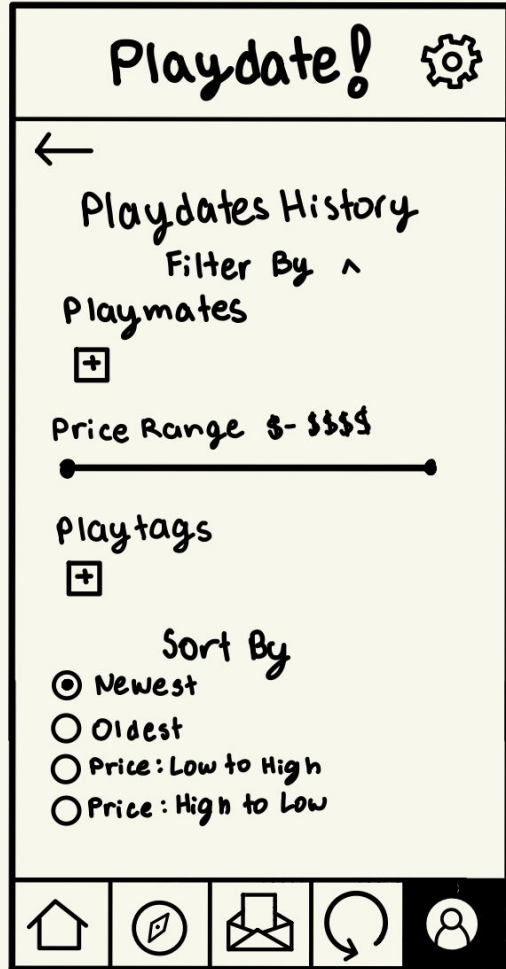 Playdate!
Playdates History
Filter By ^
Playmates
+
Price Range $-$$$$
Playtags
+
Sort By
Newest
Oldest
Price: Low to High
Price: High to Low